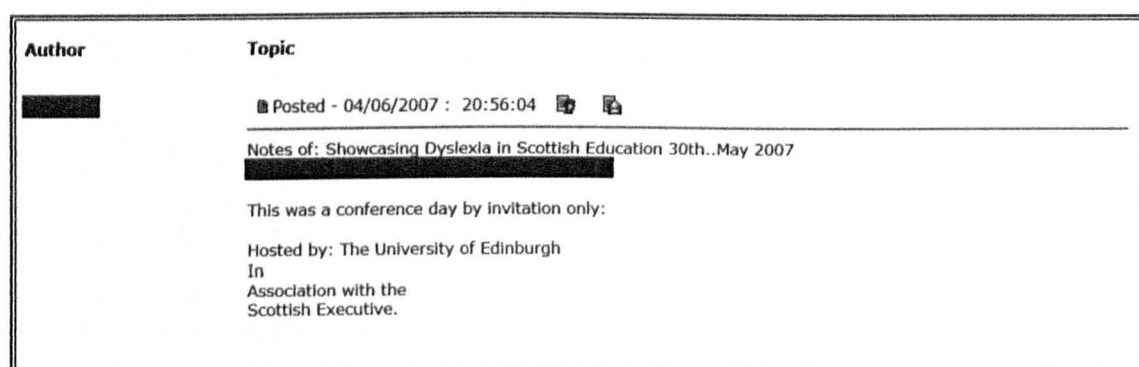 Author Topic
Posted - 04/06/2007 : 20:56:04
Notes of: Showcasing Dyslexia in Scottish Education 30th..May 2007
This was a conference day by invitation only:
Hosted by: The University of Edinburgh
In
Association with the
Scottish Executive.